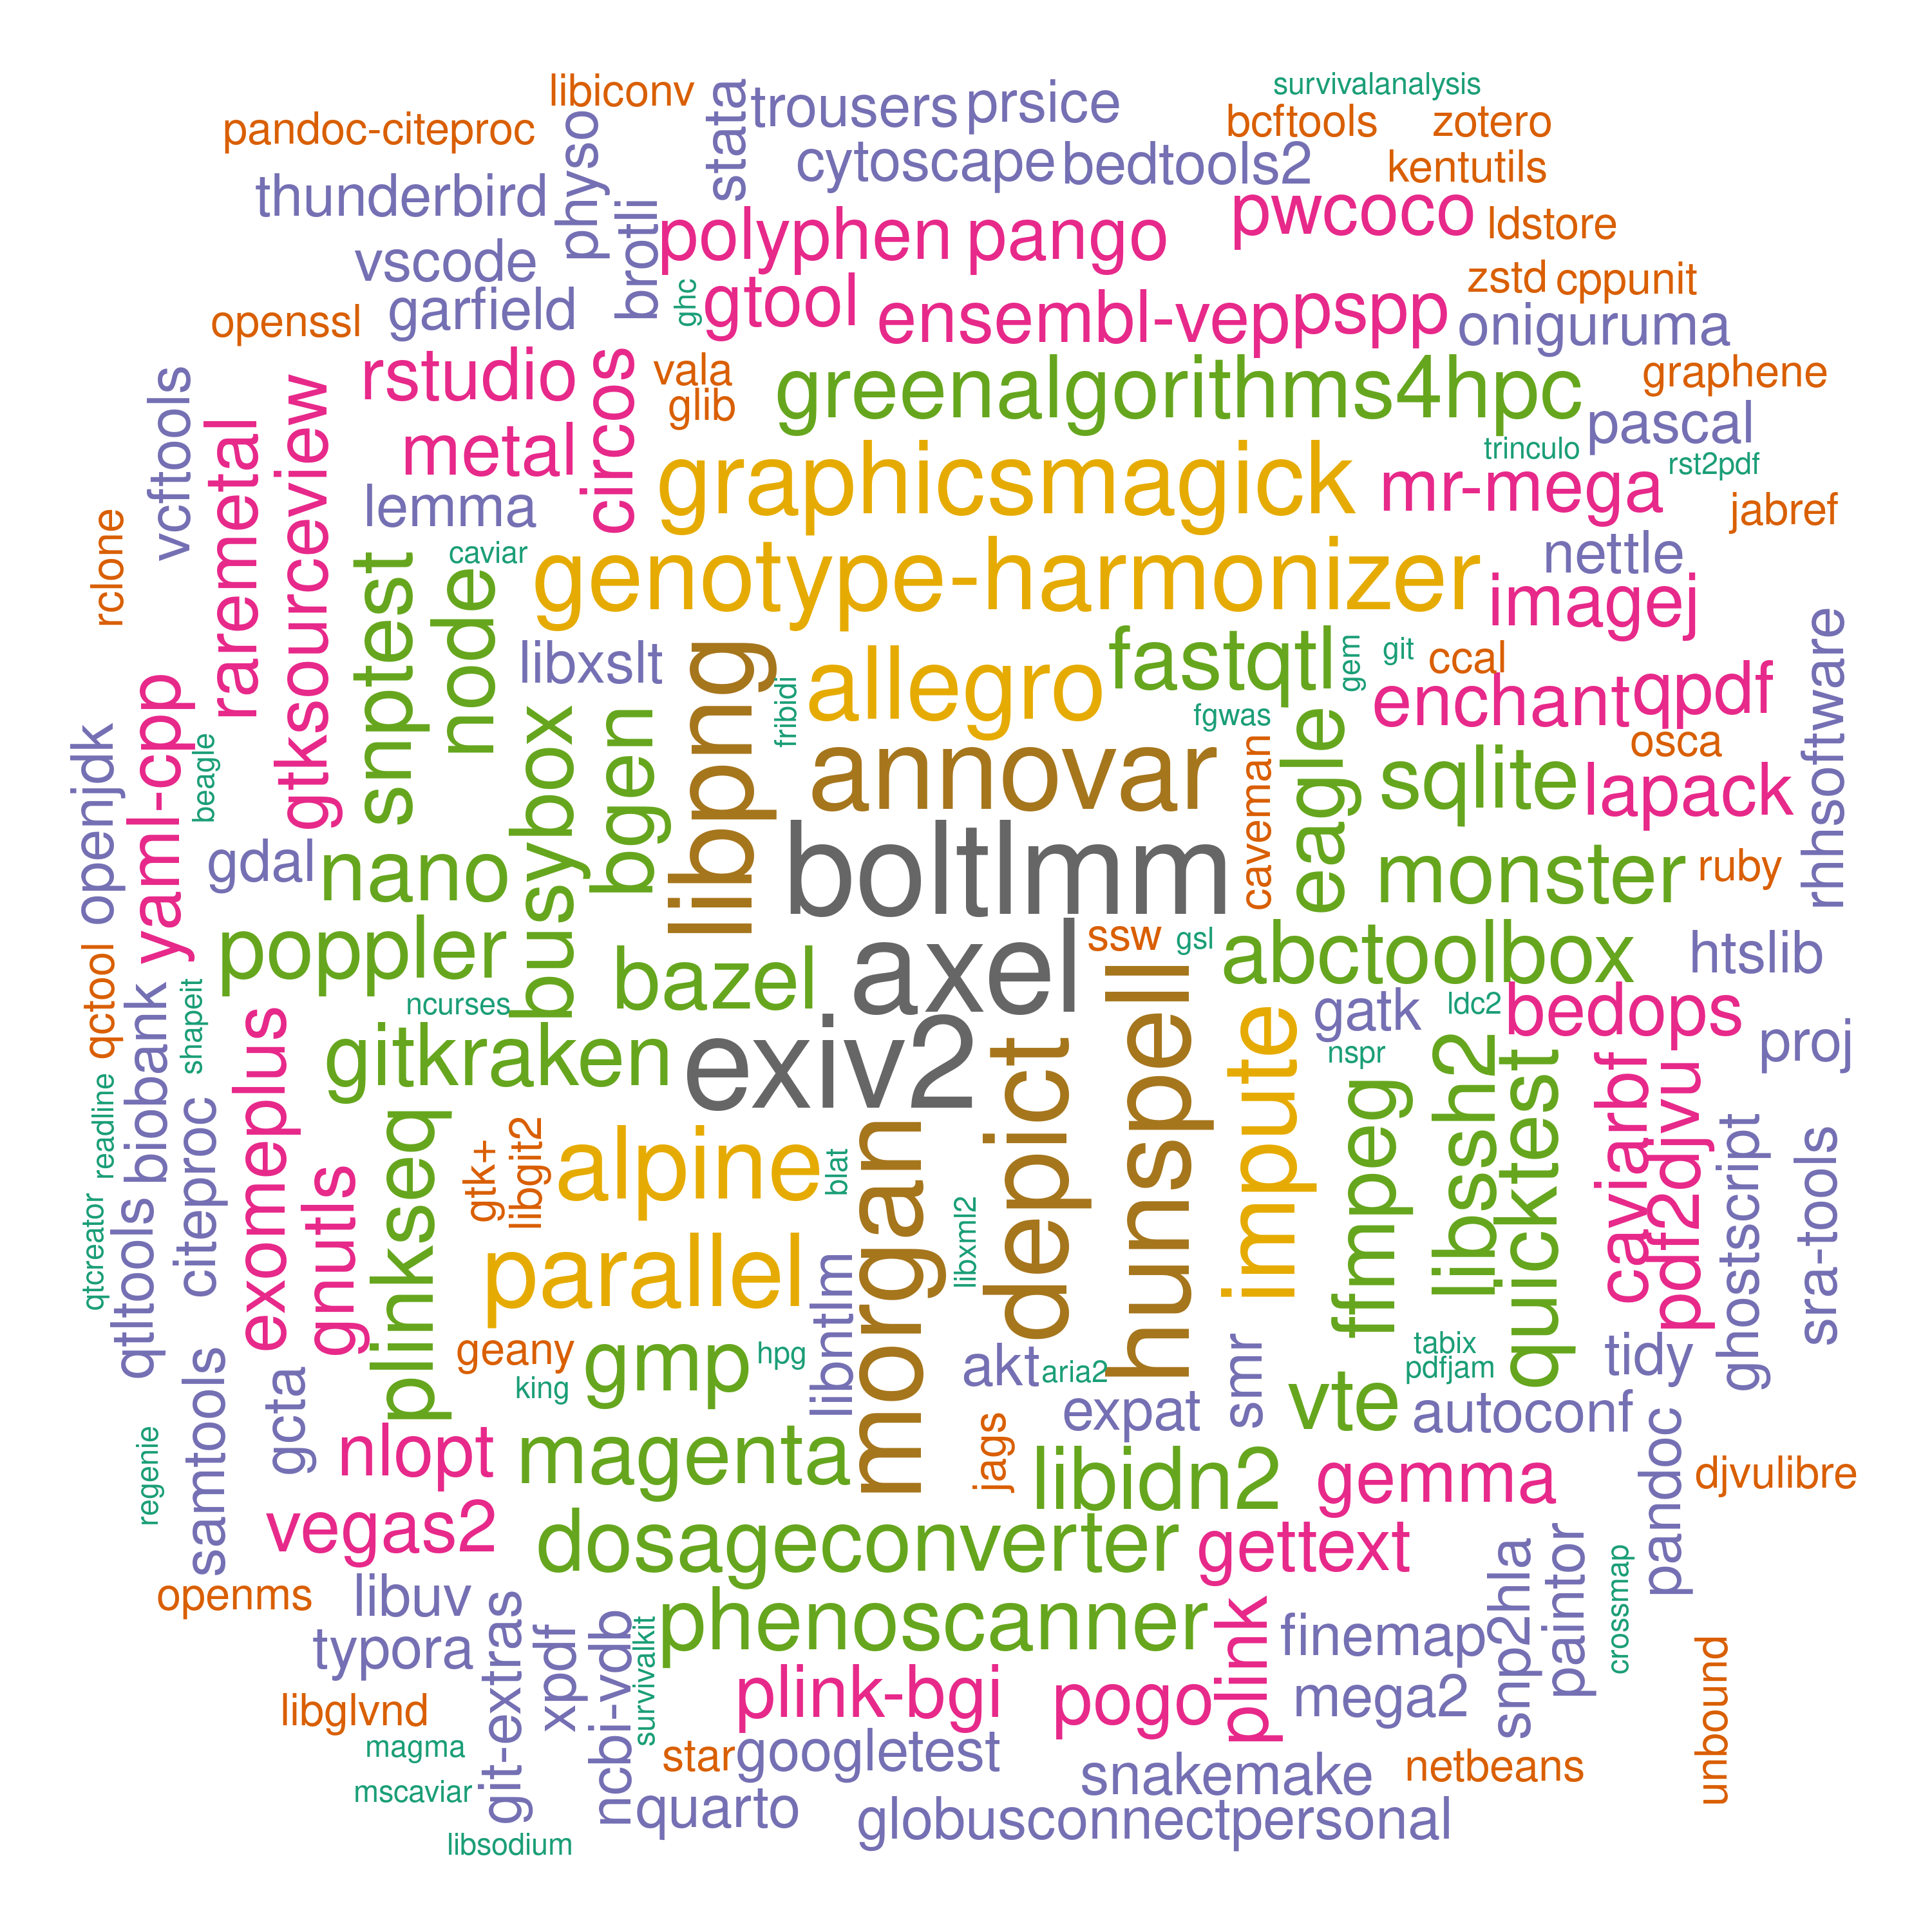 survivalanalysis
libiconv
stata
trousers
prsice
pandoc-citeproc
physo
bcftools
zotero
cytoscape
bedtools2
kentutils
thunderbird
brotli
polyphen
pango
pwcoco
ldstore
vscode
garfield
ghc
gtool
ensembl-vep
pspp
zstd
cppunit
openssl
oniguruma
rstudio
circos
vala
glib
greenalgorithms4hpc
graphene
vcftools
raremetal
gtksourceview
metal
pascal
trinculo
rst2pdf
lemma
graphicsmagick
mr-mega
jabref
rclone
caviar
snptest
node
genotype-harmonizer
nettle
imagej
libxslt
libpng
fribidi
allegro
fastqtl
gem
git
ccal
rhhsoftware
enchant
qpdf
openjdk
yaml-cpp
beagle
busybox
bgen
fgwas
annovar
caveman
eagle
osca
sqlite
lapack
gdal
nano
boltlmm
monster
ruby
poppler
bazel
axel
ssw
gsl
abctoolbox
htslib
qctool
biobank
shapeit
ncurses
hunspell
gatk
ldc2
bedops
proj
exomeplus
gitkraken
exiv2
depict
impute
nspr
ffmpeg
libssh2
quicktest
caviarbf
pdf2djvu
readline
citeproc
plinkseq
gtk+
libgit2
alpine
blat
morgan
ghostscript
sra-tools
qtcreator
qtltools
gnutls
libxml2
parallel
libntlm
geany
gmp
hpg
king
akt
aria2
smr
tabix
pdfjam
tidy
samtools
gcta
expat
vte
autoconf
regenie
nlopt
magenta
jags
libidn2
gemma
pandoc
djvulibre
vegas2
dosageconverter
gettext
openms
libuv
typora
git-extras
xpdf
ncbi-vdb
survivalkit
phenoscanner
plink
finemap
snp2hla
paintor
crossmap
libglvnd
plink-bgi
pogo
mega2
unbound
magma
star
googletest
mscaviar
snakemake
netbeans
quarto
globusconnectpersonal
libsodium